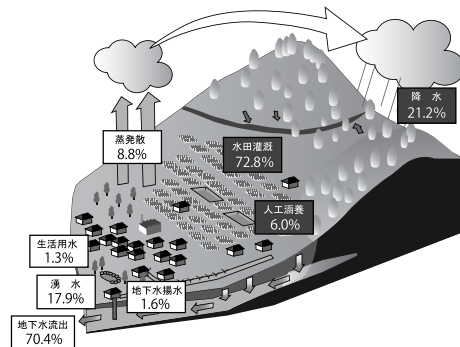 降　水
21.2%
蒸発散
8.8%
水田灌漑
72.8%
人工涵養
6.0%
生活用水
1.3%
湧　水
17.9%
地下水揚水
1.6%
地下水流出
70.4%